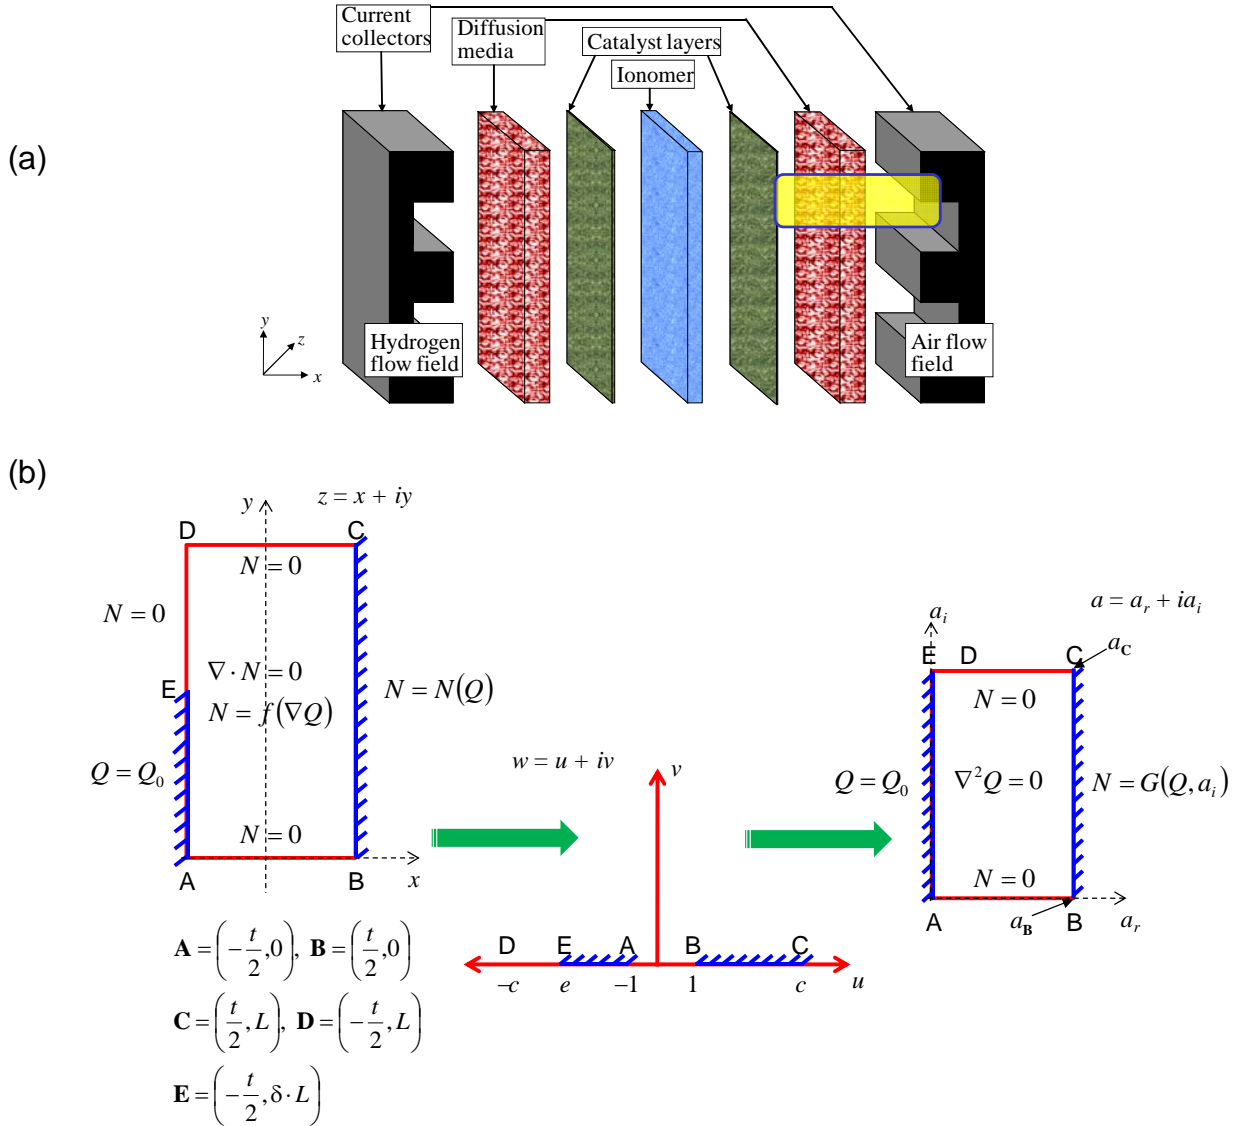 (a)
Current
collectors
Diffusion
media
Catalyst layers
Ionomer
Hydrogen
flow field
Air flow
field
y
z
x
(b)
y
z = x + iy
D
C
N = 0
N = 0
∇ · N = 0
E
N = N(Q)
N = f(∇Q)
Q = Q₀
N = 0
A
B
x
A = (−t/2, 0), B = (t/2, 0)
C = (t/2, L), D = (−t/2, L)
E = (−t/2, δ · L)
w = u + iv
v
D
E
A
B
C
−c
e
−1
1
c
u
a = aᵣ + iaᵢ
aᵢ
a_C
E
D
C
N = 0
Q = Q₀
∇²Q = 0
N = G(Q, aᵢ)
N = 0
A
a_B
B
aᵣ